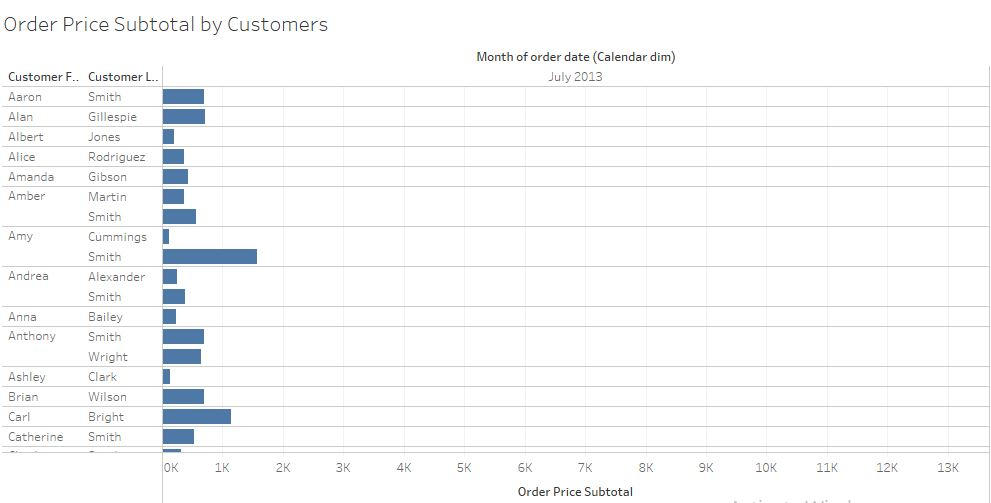 Order Price Subtotal by Customers
Month of order date (Calendar dim)
Customer F.. Customer L.. July 2013
Aaron Smith
Alan Gillespie
Albert Jones
Alice Rodriguez
Amanda Gibson
Amber Martin
Smith
Amy Cummings
Smith
Andrea Alexander
Smith
Anna Bailey
Anthony Smith
Wright
Ashley Clark
Brian Wilson
Carl Bright
Catherine Smith
0K 1K 2K 3K 4K 5K 6K 7K 8K 9K 10K 11K 12K 13K
Order Price Subtotal